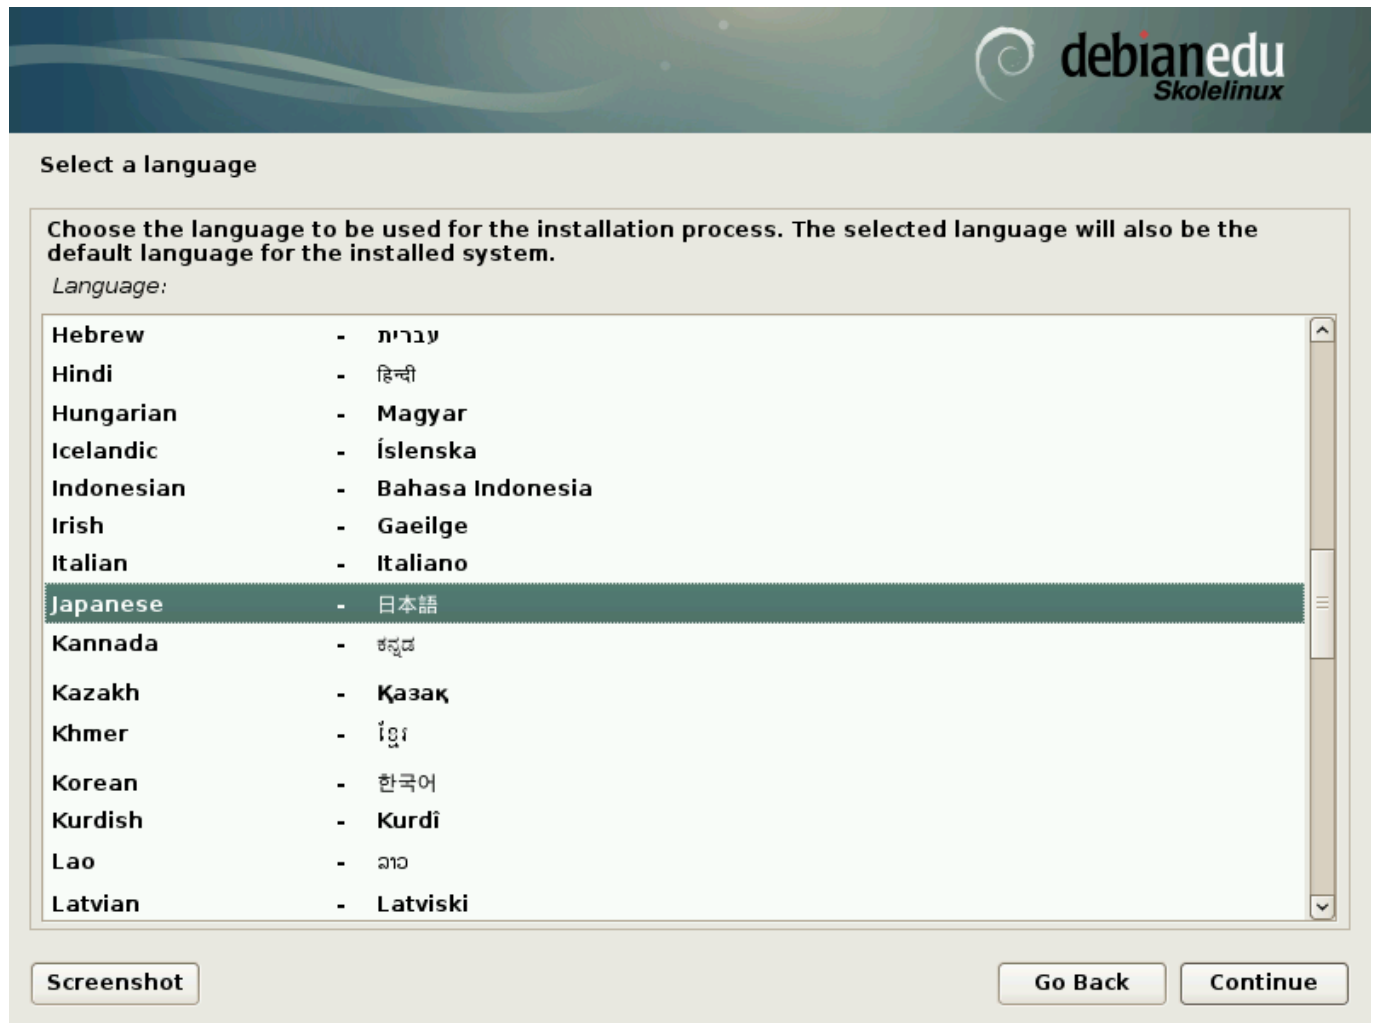 debianedu
Skolelinux
Select a language
Choose the language to be used for the installation process. The selected language will also be the
default language for the installed system.
Language:
Hebrew - עברית
Hindi - हिन्दी
Hungarian - Magyar
Icelandic - Íslenska
Indonesian - Bahasa Indonesia
Irish - Gaeilge
Italian - Italiano
Japanese - 日本語
Kannada - ಕನ್ನಡ
Kazakh - Қазақ
Khmer - ខ្មែរ
Korean - 한국어
Kurdish - Kurdî
Lao - ລາວ
Latvian - Latviski
Screenshot Go Back Continue